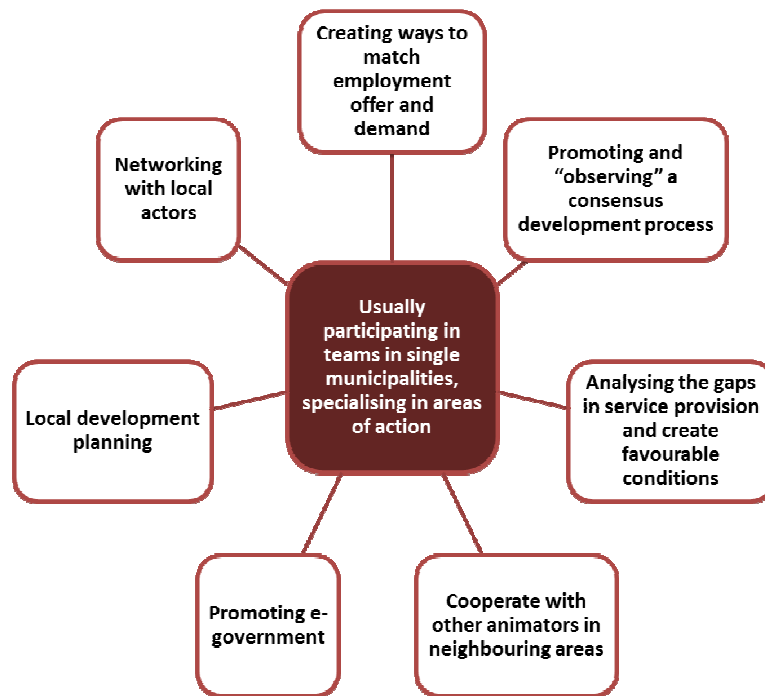 Creating ways to
match
employment
offer and
demand
Networking
with local
actors
Promoting and
“observing” a
consensus
development
process
Usually
participating in
teams in single
municipalities,
specialising in areas
of action
Local development
planning
Analysing the gaps
in service provision
and create
favourable
conditions
Promoting e-
government
Cooperate with
other animators in
neighbouring areas